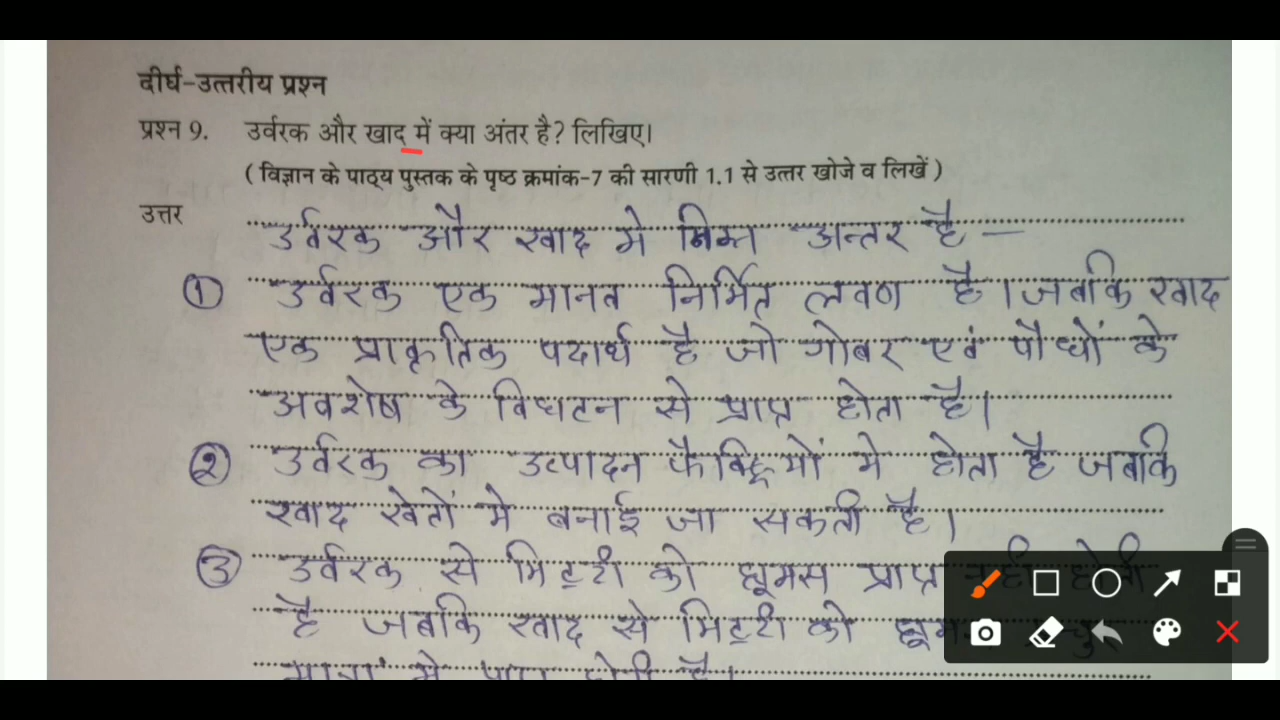 दीर्घ-उत्तरीय प्रश्न
प्रश्न 9. उर्वरक और खाद में क्या अंतर है? लिखिए।
( विज्ञान के पाठ्य पुस्तक के पृष्ठ क्रमांक-7 की सारणी 1.1 से उत्तर खोजे व लिखें )
उत्तर
उर्वरक और खाद मे निम्न अन्तर है –
① उर्वरक एक मानव निर्मित लवण है। जबकि खाद
एक प्राकृतिक पदार्थ है जो गोबर एवं पौधों के
अवशेष के विघटन से प्राप्त होता है।
② उर्वरक का उत्पादन फैक्ट्रियों मे होता है जबकि
खाद खेतों मे बनाई जा सकती है।
③ उर्वरक से मिट्टी को ह्यूमस प्राप्त नही होती
है जबकि खाद से मिट्टी को ह्यूमस
मात्रा मे प्राप्त होती है।